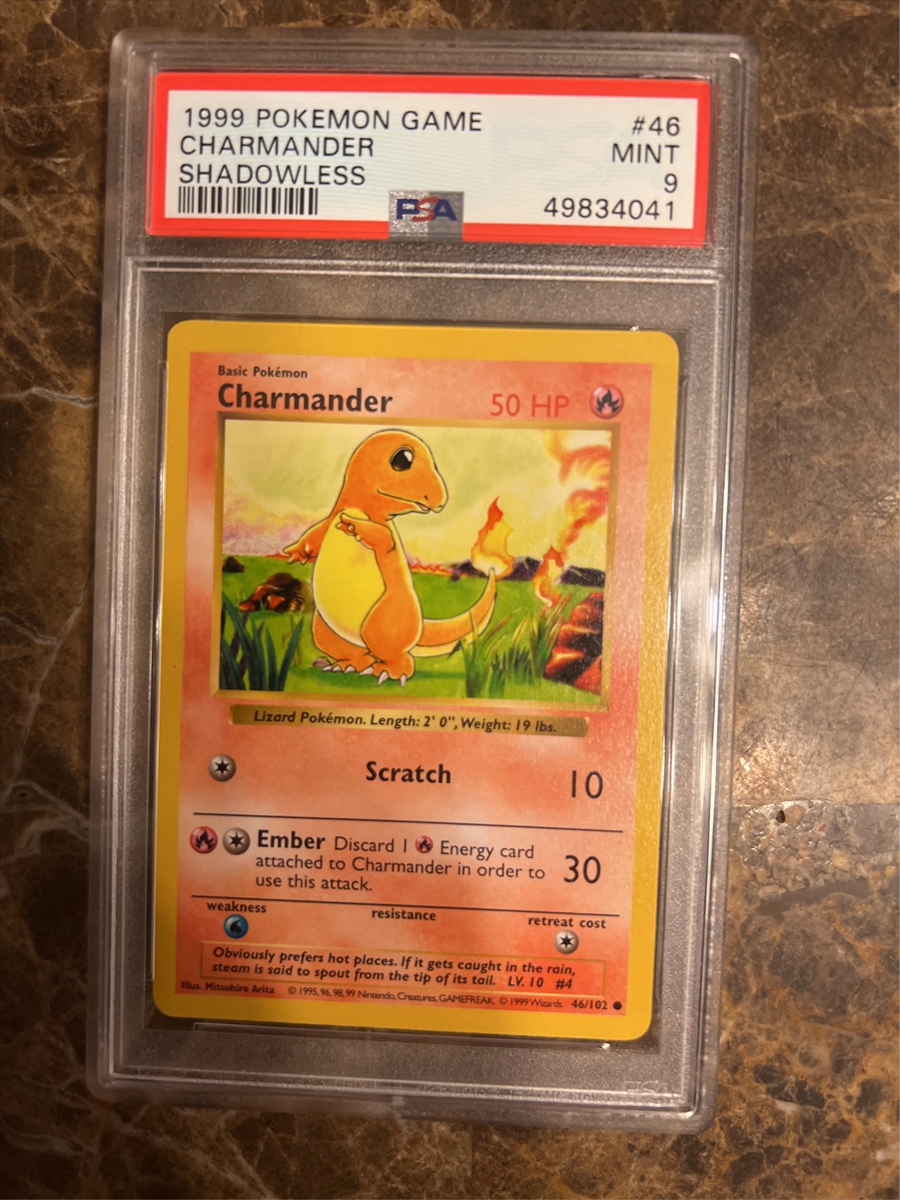 1999 POKEMON GAME #46
CHARMANDER MINT
SHADOWLESS 9
PSA 49834041
Basic Pokémon
Charmander 50 HP
Lizard Pokémon. Length: 2' 0", Weight: 19 lbs.
Scratch 10
Ember Discard 1 Energy card
attached to Charmander in order to
use this attack.
30
weakness resistance retreat cost
Obviously prefers hot places. If it gets caught in the rain,
steam is said to spout from the tip of its tail. LV. 10 #4
Illus. Mitsuhiro Arita © 1995, 96, 98, 99 Nintendo, Creatures, GAMEFREAK. © 1999 Wizards. 46/102